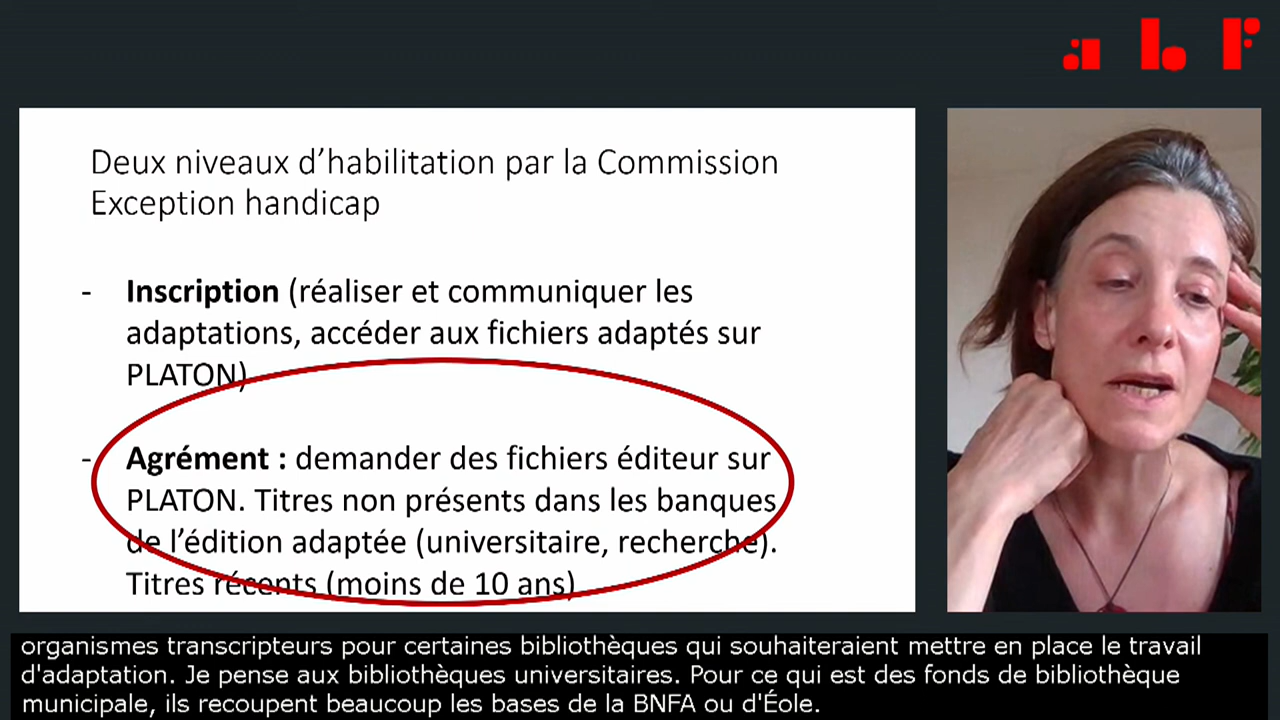 abf
Deux niveaux d’habilitation par la Commission
Exception handicap
- Inscription (réaliser et communiquer les
adaptations, accéder aux fichiers adaptés sur
PLATON)
- Agrément : demander des fichiers éditeur sur
PLATON. Titres non présents dans les banques
de l’édition adaptée (universitaire, recherche).
Titres récents (moins de 10 ans)
organismes transcripteurs pour certaines bibliothèques qui souhaiteraient mettre en place le travail
d'adaptation. Je pense aux bibliothèques universitaires. Pour ce qui est des fonds de bibliothèque
municipale, ils recoupent beaucoup les bases de la BNFA ou d'Éole.